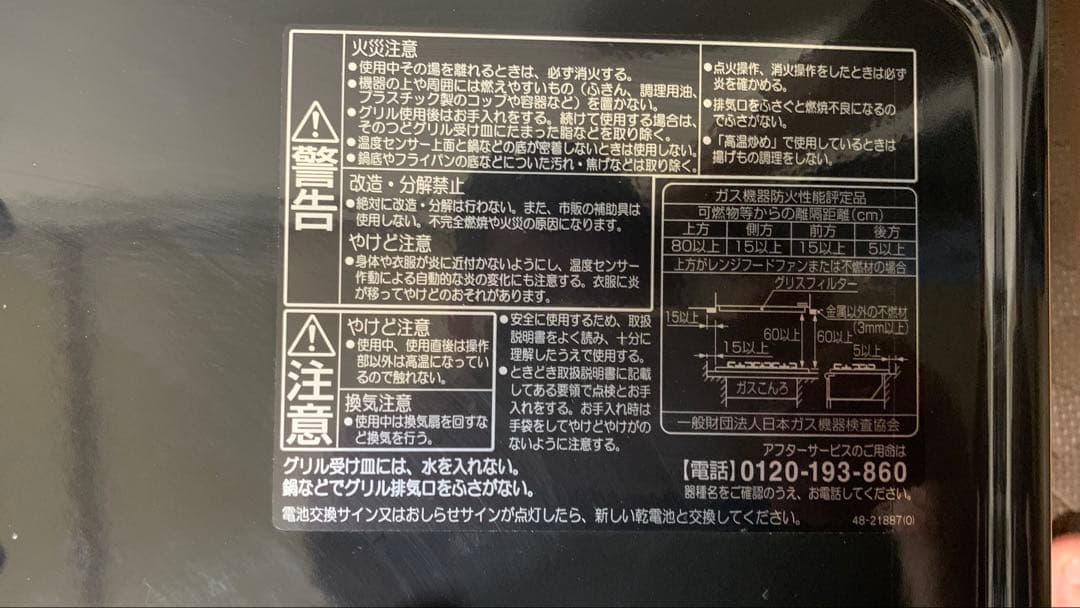 警告
火災注意
●使用中その場を離れるときは、必ず消火する。
●機器の上や周囲には燃えやすいもの（ふきん、調理用油、
プラスチック製のコップや容器など）を置かない。
●グリル使用後はお手入れをする。続けて使用する場合は、
そのつどグリル受け皿にたまった脂などを取り除く。
●温度センサー上面と鍋などの底が密着しないときは使用しない。
●鍋底やフライパンの底などについた汚れ・焦げなどは取り除く。
●点火操作、消火操作をしたときは必ず
炎を確かめる。
●排気口をふさぐと燃焼不良になるの
でふさがない。
●「高温炒め」で使用しているときは
揚げもの調理をしない。
改造・分解禁止
●絶対に改造・分解は行わない。また、市販の補助具は
使用しない。不完全燃焼や火災の原因になります。
やけど注意
●身体や衣服が炎に近付かないようにし、温度センサー
作動による自動的な炎の変化にも注意する。衣服に炎
が移ってやけどのおそれがあります。
ガス機器防火性能評定品
可燃物等からの離隔距離(cm)
上方 側方 前方 後方
80以上 15以上 15以上 5以上
上方がレンジフードファンまたは不燃材の場合
グリスフィルター
金属以外の不燃材
(3mm以上)
15以上
60以上
60以上
15以上
5以上
ガスこんろ
一般財団法人日本ガス機器検査協会
注意
やけど注意
●使用中、使用直後は操作
部以外は高温になってい
るので触れない。
換気注意
●使用中は換気扇を回すな
ど換気を行う。
●安全に使用するため、取扱
説明書をよく読み、十分に
理解したうえで使用する。
●ときどき取扱説明書に記載
してある要領で点検とお手
入れをする。お手入れ時は
手袋をしてやけどやけがの
ないように注意する。
グリル受け皿には、水を入れない。
鍋などでグリル排気口をふさがない。
アフターサービスのご用命は
【電話】0120-193-860
器種名をご確認のうえ、お電話してください。
電池交換サイン又はおしらせサインが点灯したら、新しい乾電池と交換してください。
48-21887(0)